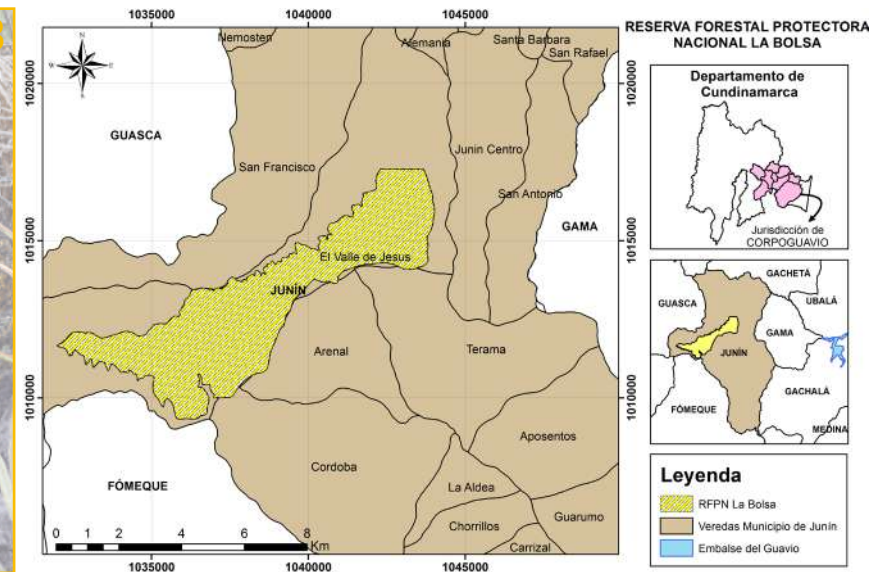 1035000
1040000
1045000
RESERVA FORESTAL PROTECTORA
NACIONAL LA BOLSA
N
W
E
S
Nemosten
Alemania
Santa Barbara
San Rafael
1020000
1020000
GUASCA
San Francisco
Junin Centro
San Antonio
GAMA
1015000
1015000
El Valle de Jesus
JUNÍN
Arenal
Terama
1010000
1010000
Aposentos
Cordoba
FÓMEQUE
La Aldea
Chorrillos
Guarumo
Carrizal
0 1 2 4 6 8
Km
1035000
1040000
1045000
Departamento de
Cundinamarca
Jurisdicción de
CORPOGUAVIO
GACHETÁ
GUASCA
UBALÁ
GAMA
JUNÍN
GACHALÁ
FÓMEQUE
MEDINA
Leyenda
RFPN La Bolsa
Veredas Municipio de Junín
Embalse del Guavio